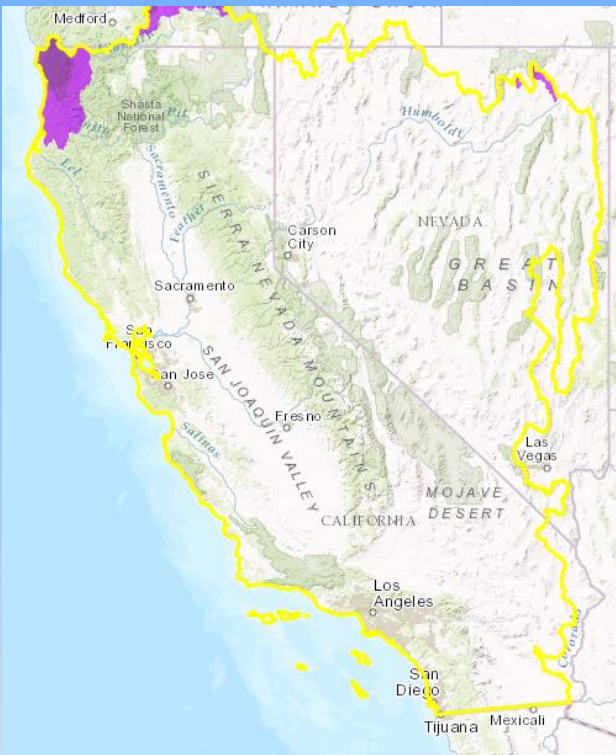 Medford
Shasta
National
Forest
Pit
Humboldt
Eel
Sacramento
Feather
SIERRA NEVADA MOUNTAINS
Carson
City
NEVADA
GREAT
BASIN
Sacramento
San
Francisco
San Jose
SAN JOAQUIN VALLEY
Fresno
Salinas
Las
Vegas
MOJAVE
DESERT
CALIFORNIA
Los
Angeles
Colorado
San
Diego
Tijuana
Mexicali